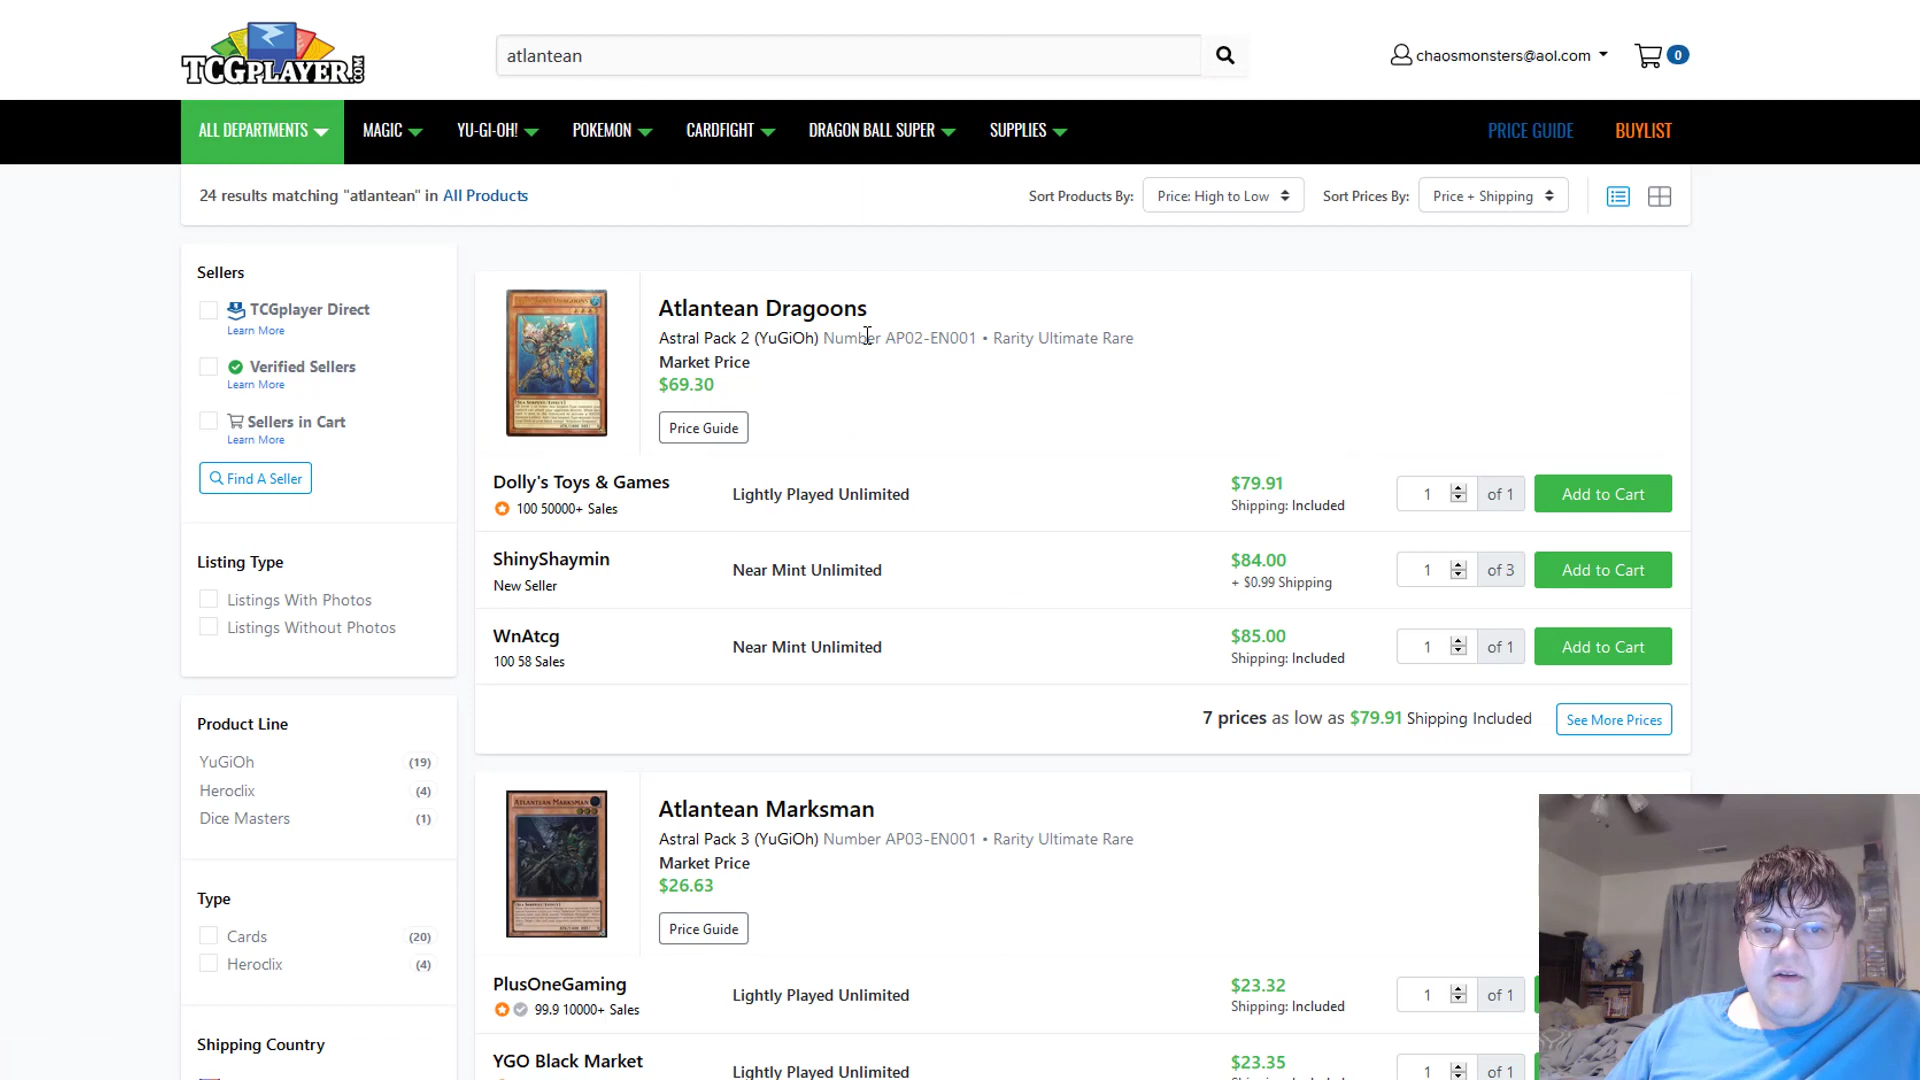 TCGPLAYER.COM
atlantean
chaosmonsters@aol.com
0
ALL DEPARTMENTS
MAGIC
YU-GI-OH!
POKEMON
CARDFIGHT
DRAGON BALL SUPER
SUPPLIES
PRICE GUIDE
BUYLIST
24 results matching "atlantean" in All Products
Sort Products By:
Price: High to Low
Sort Prices By:
Price + Shipping
Sellers
TCGplayer Direct
Learn More
Verified Sellers
Learn More
Sellers in Cart
Learn More
Find A Seller
Listing Type
Listings With Photos
Listings Without Photos
Product Line
YuGiOh (19)
Heroclix (4)
Dice Masters (1)
Type
Cards (20)
Heroclix (4)
Shipping Country
Atlantean Dragoons
Astral Pack 2 (YuGiOh) Number AP02-EN001 • Rarity Ultimate Rare
Market Price
$69.30
Price Guide
Dolly's Toys & Games
100 50000+ Sales
Lightly Played Unlimited
$79.91
Shipping: Included
1 of 1
Add to Cart
ShinyShaymin
New Seller
Near Mint Unlimited
$84.00
+ $0.99 Shipping
1 of 3
Add to Cart
WnAtcg
100 58 Sales
Near Mint Unlimited
$85.00
Shipping: Included
1 of 1
Add to Cart
7 prices as low as $79.91 Shipping Included
See More Prices
ATLANTEAN MARKSMAN
Atlantean Marksman
Astral Pack 3 (YuGiOh) Number AP03-EN001 • Rarity Ultimate Rare
Market Price
$26.63
Price Guide
PlusOneGaming
99.9 10000+ Sales
Lightly Played Unlimited
$23.32
Shipping: Included
1 of 1
YGO Black Market
Lightly Played Unlimited
$23.35
1 of 1